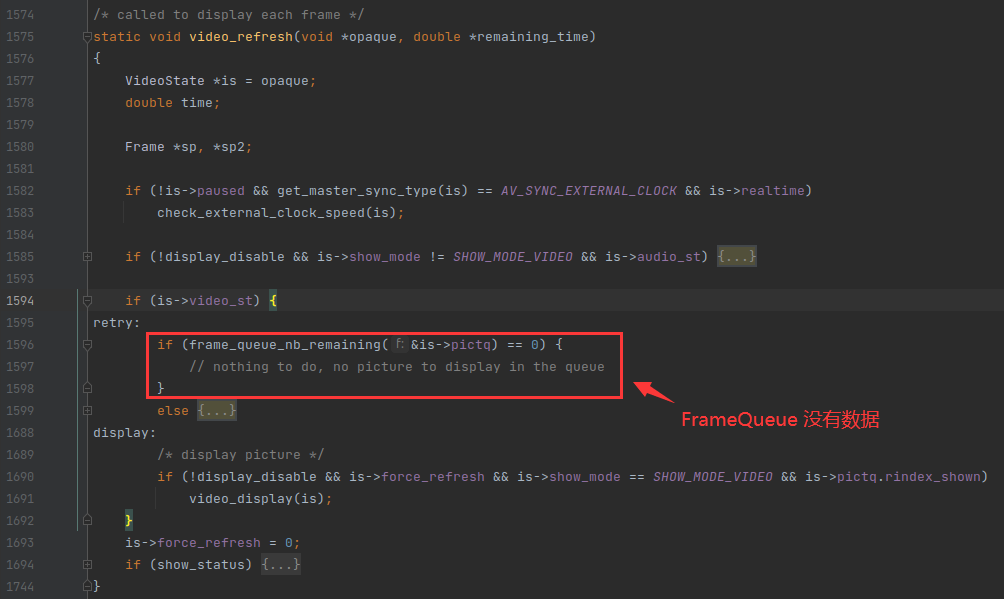 1574 /* called to display each frame */
1575 static void video_refresh(void *opaque, double *remaining_time)
1576 {
1577 VideoState *is = opaque;
1578 double time;
1579
1580 Frame *sp, *sp2;
1581
1582 if (!is->paused && get_master_sync_type(is) == AV_SYNC_EXTERNAL_CLOCK && is->realtime)
1583 check_external_clock_speed(is);
1584
1585 if (!display_disable && is->show_mode != SHOW_MODE_VIDEO && is->audio_st) {...}
1593
1594 if (is->video_st) {
1595 retry:
1596 if (frame_queue_nb_remaining( f: &is->pictq) == 0) {
1597 // nothing to do, no picture to display in the queue
1598 }
1599 else {...}
FrameQueue 没有数据
1688 display:
1689 /* display picture */
1690 if (!display_disable && is->force_refresh && is->show_mode == SHOW_MODE_VIDEO && is->pictq.rindex_shown)
1691 video_display(is);
1692 }
1693 is->force_refresh = 0;
1694 if (show_status) {...}
1744 }